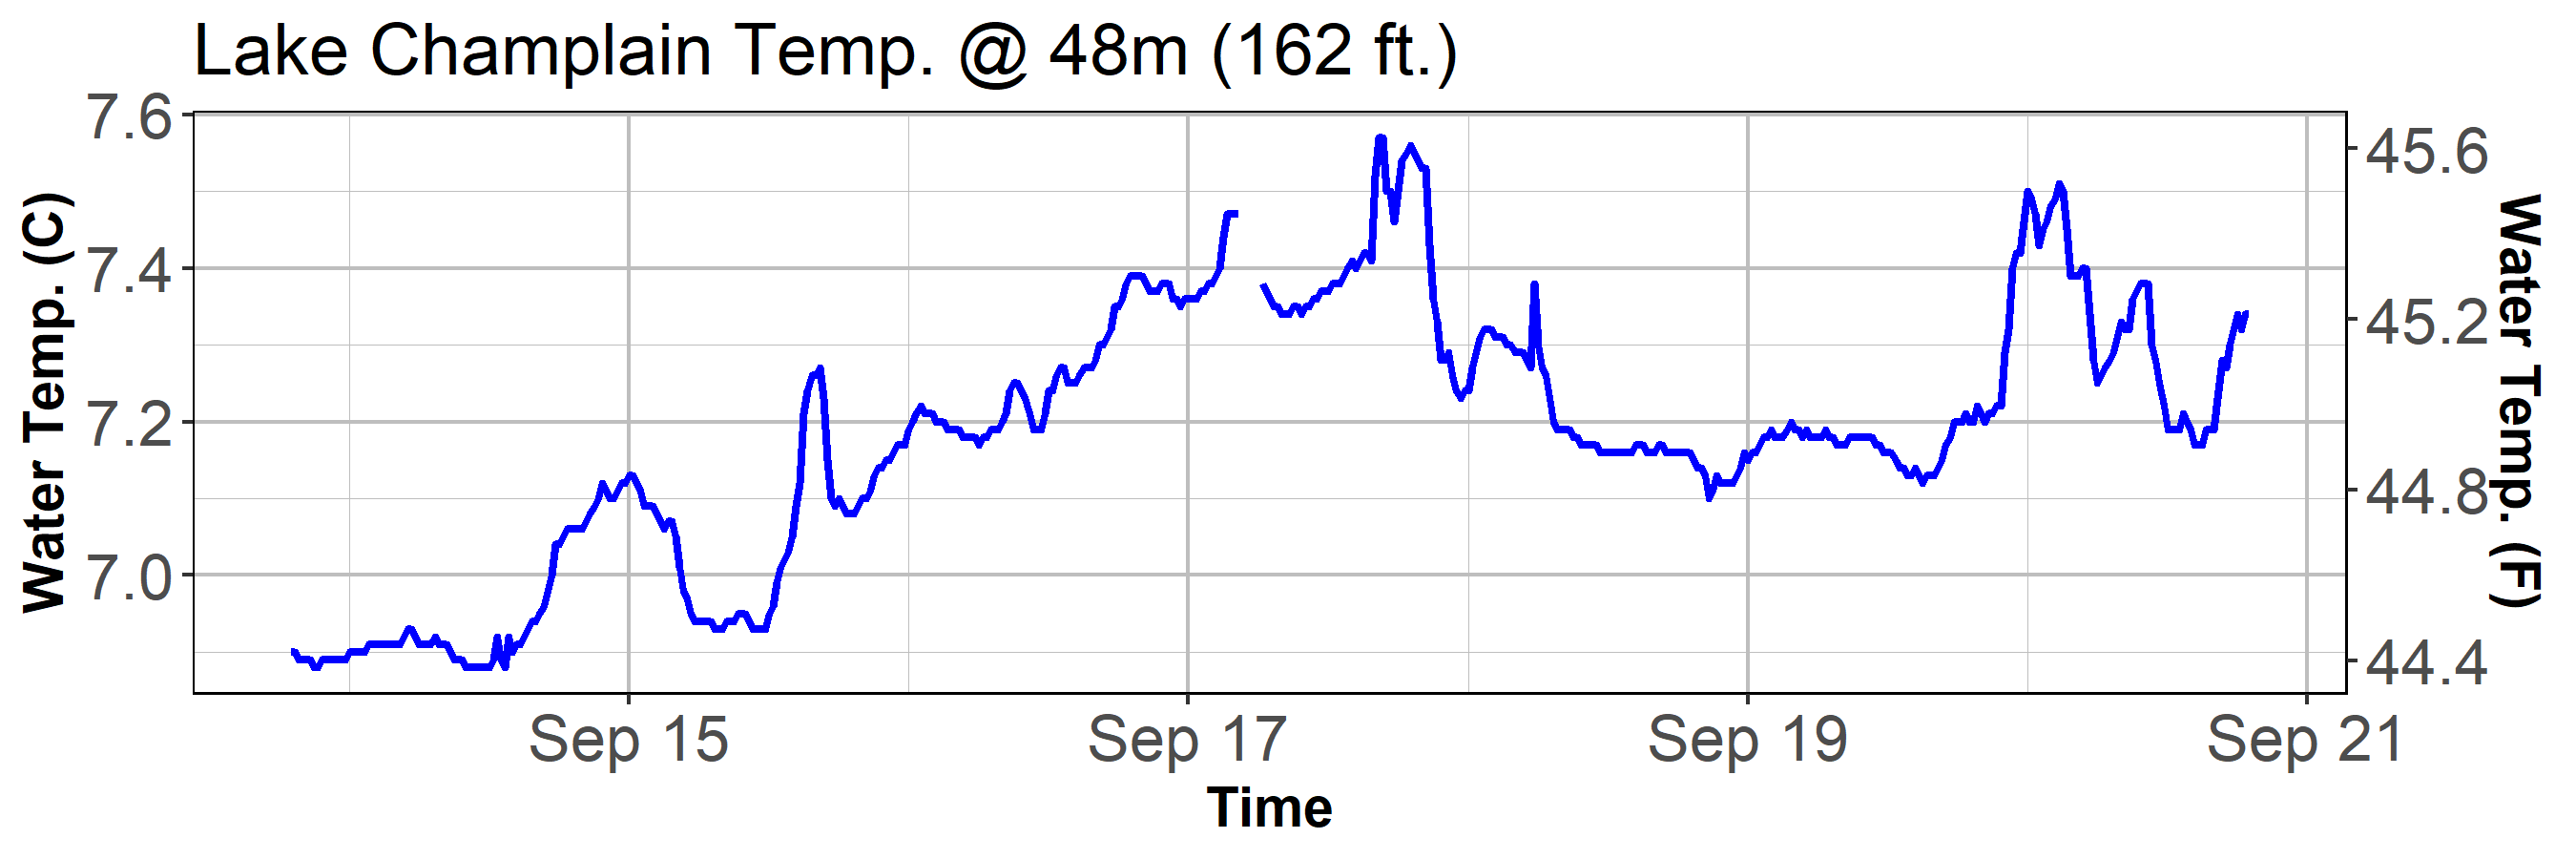 Lake Champlain Temp. @ 48m (162 ft.)
7.6
7.4
7.2
7.0
Water Temp. (C)
45.6
45.2
44.8
44.4
Water Temp. (F)
Sep 15
Sep 17
Sep 19
Sep 21
Time